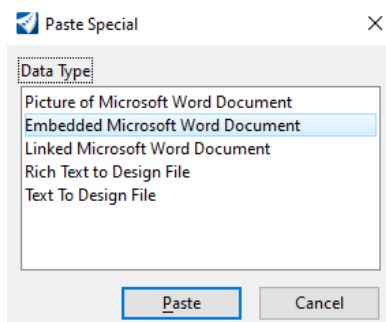 Paste Special
Data Type
Picture of Microsoft Word Document
Embedded Microsoft Word Document
Linked Microsoft Word Document
Rich Text to Design File
Text To Design File
Paste Cancel